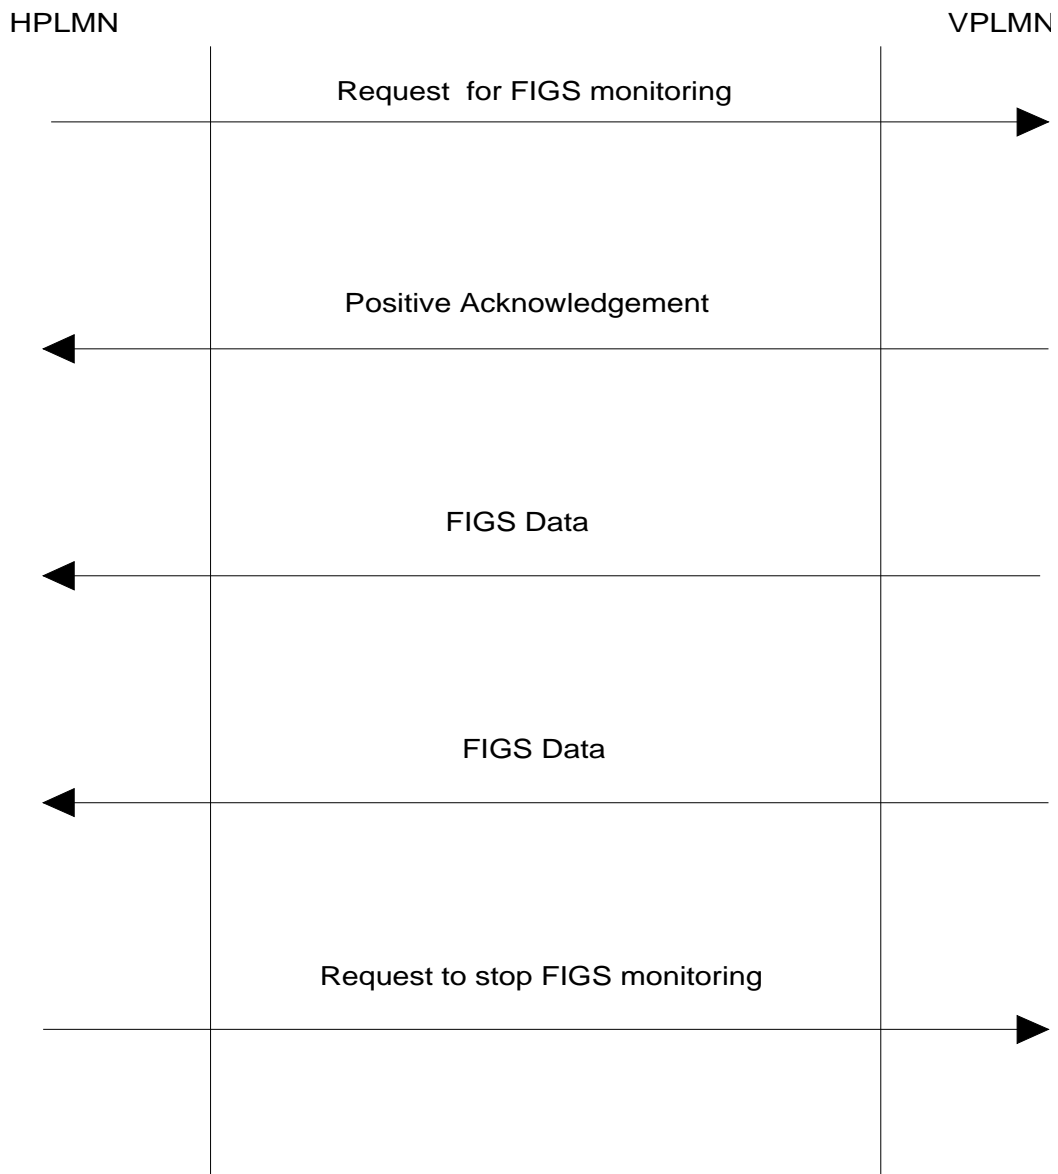 HPLMN
VPLMN
Request for FIGS monitoring
Positive Acknowledgement
FIGS Data
FIGS Data
Request to stop FIGS monitoring